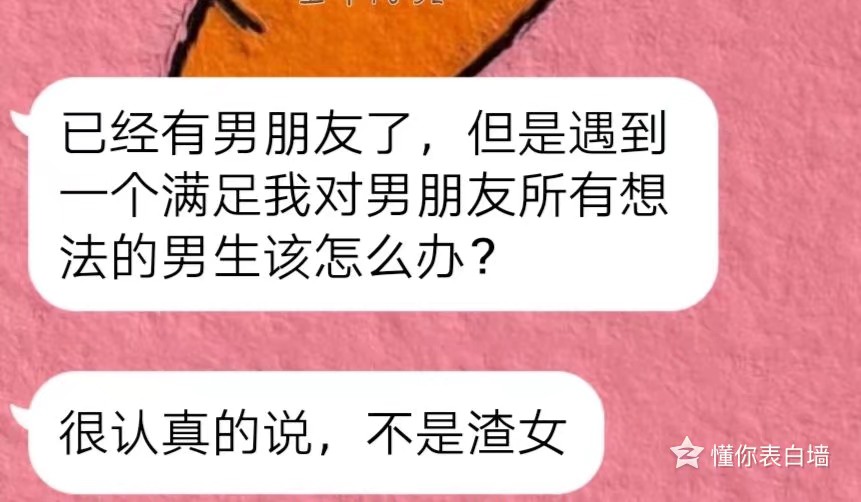 已经有男朋友了，但是遇到
一个满足我对男朋友所有想
法的男生该怎么办？
很认真的说，不是渣女
懂你表白墙